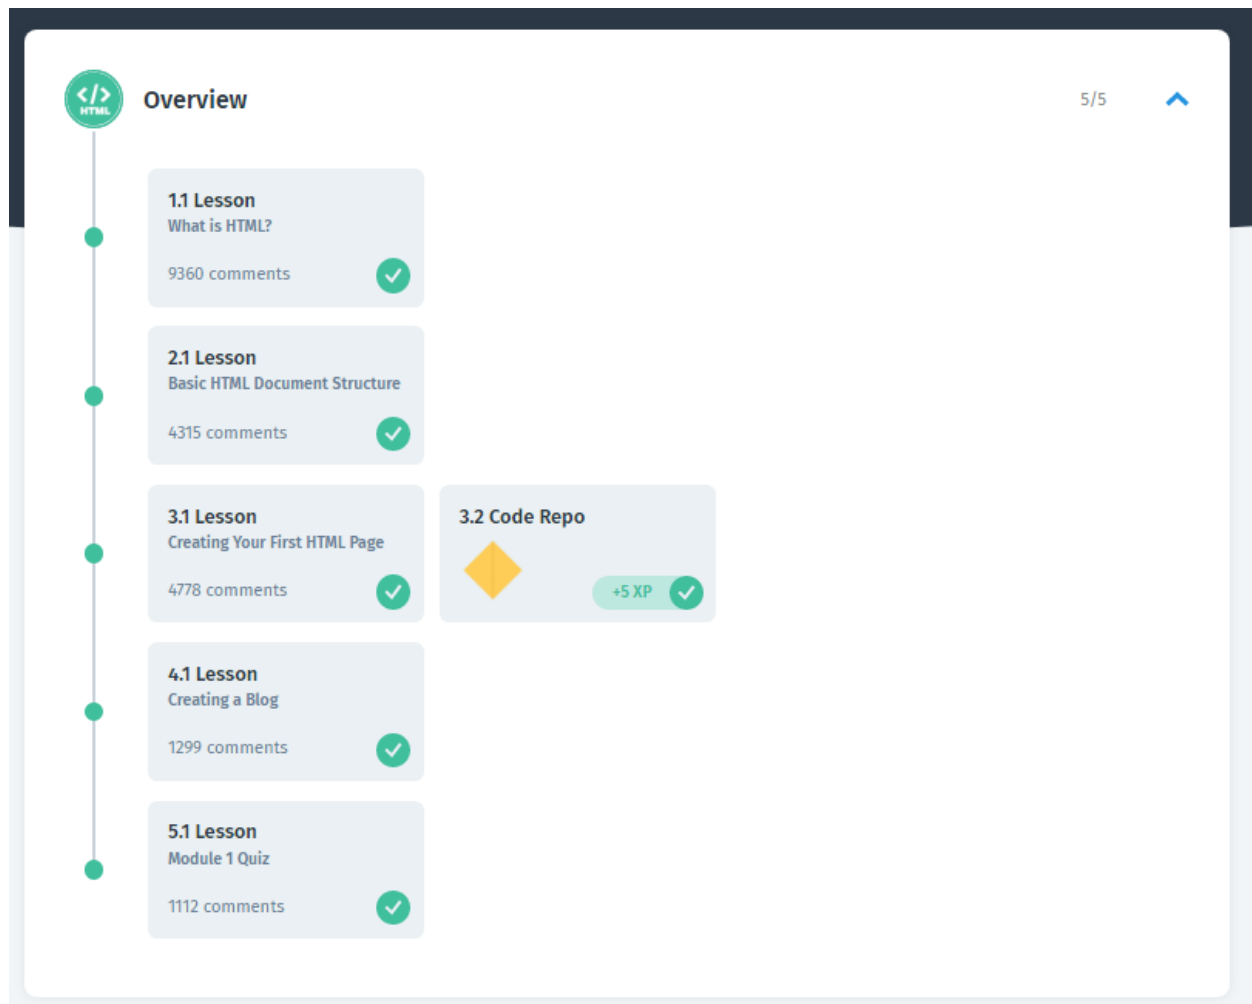 </>
HTML
Overview
5/5
1.1 Lesson
What is HTML?
9360 comments
2.1 Lesson
Basic HTML Document Structure
4315 comments
3.1 Lesson
Creating Your First HTML Page
4778 comments
3.2 Code Repo
+5 XP
4.1 Lesson
Creating a Blog
1299 comments
5.1 Lesson
Module 1 Quiz
1112 comments